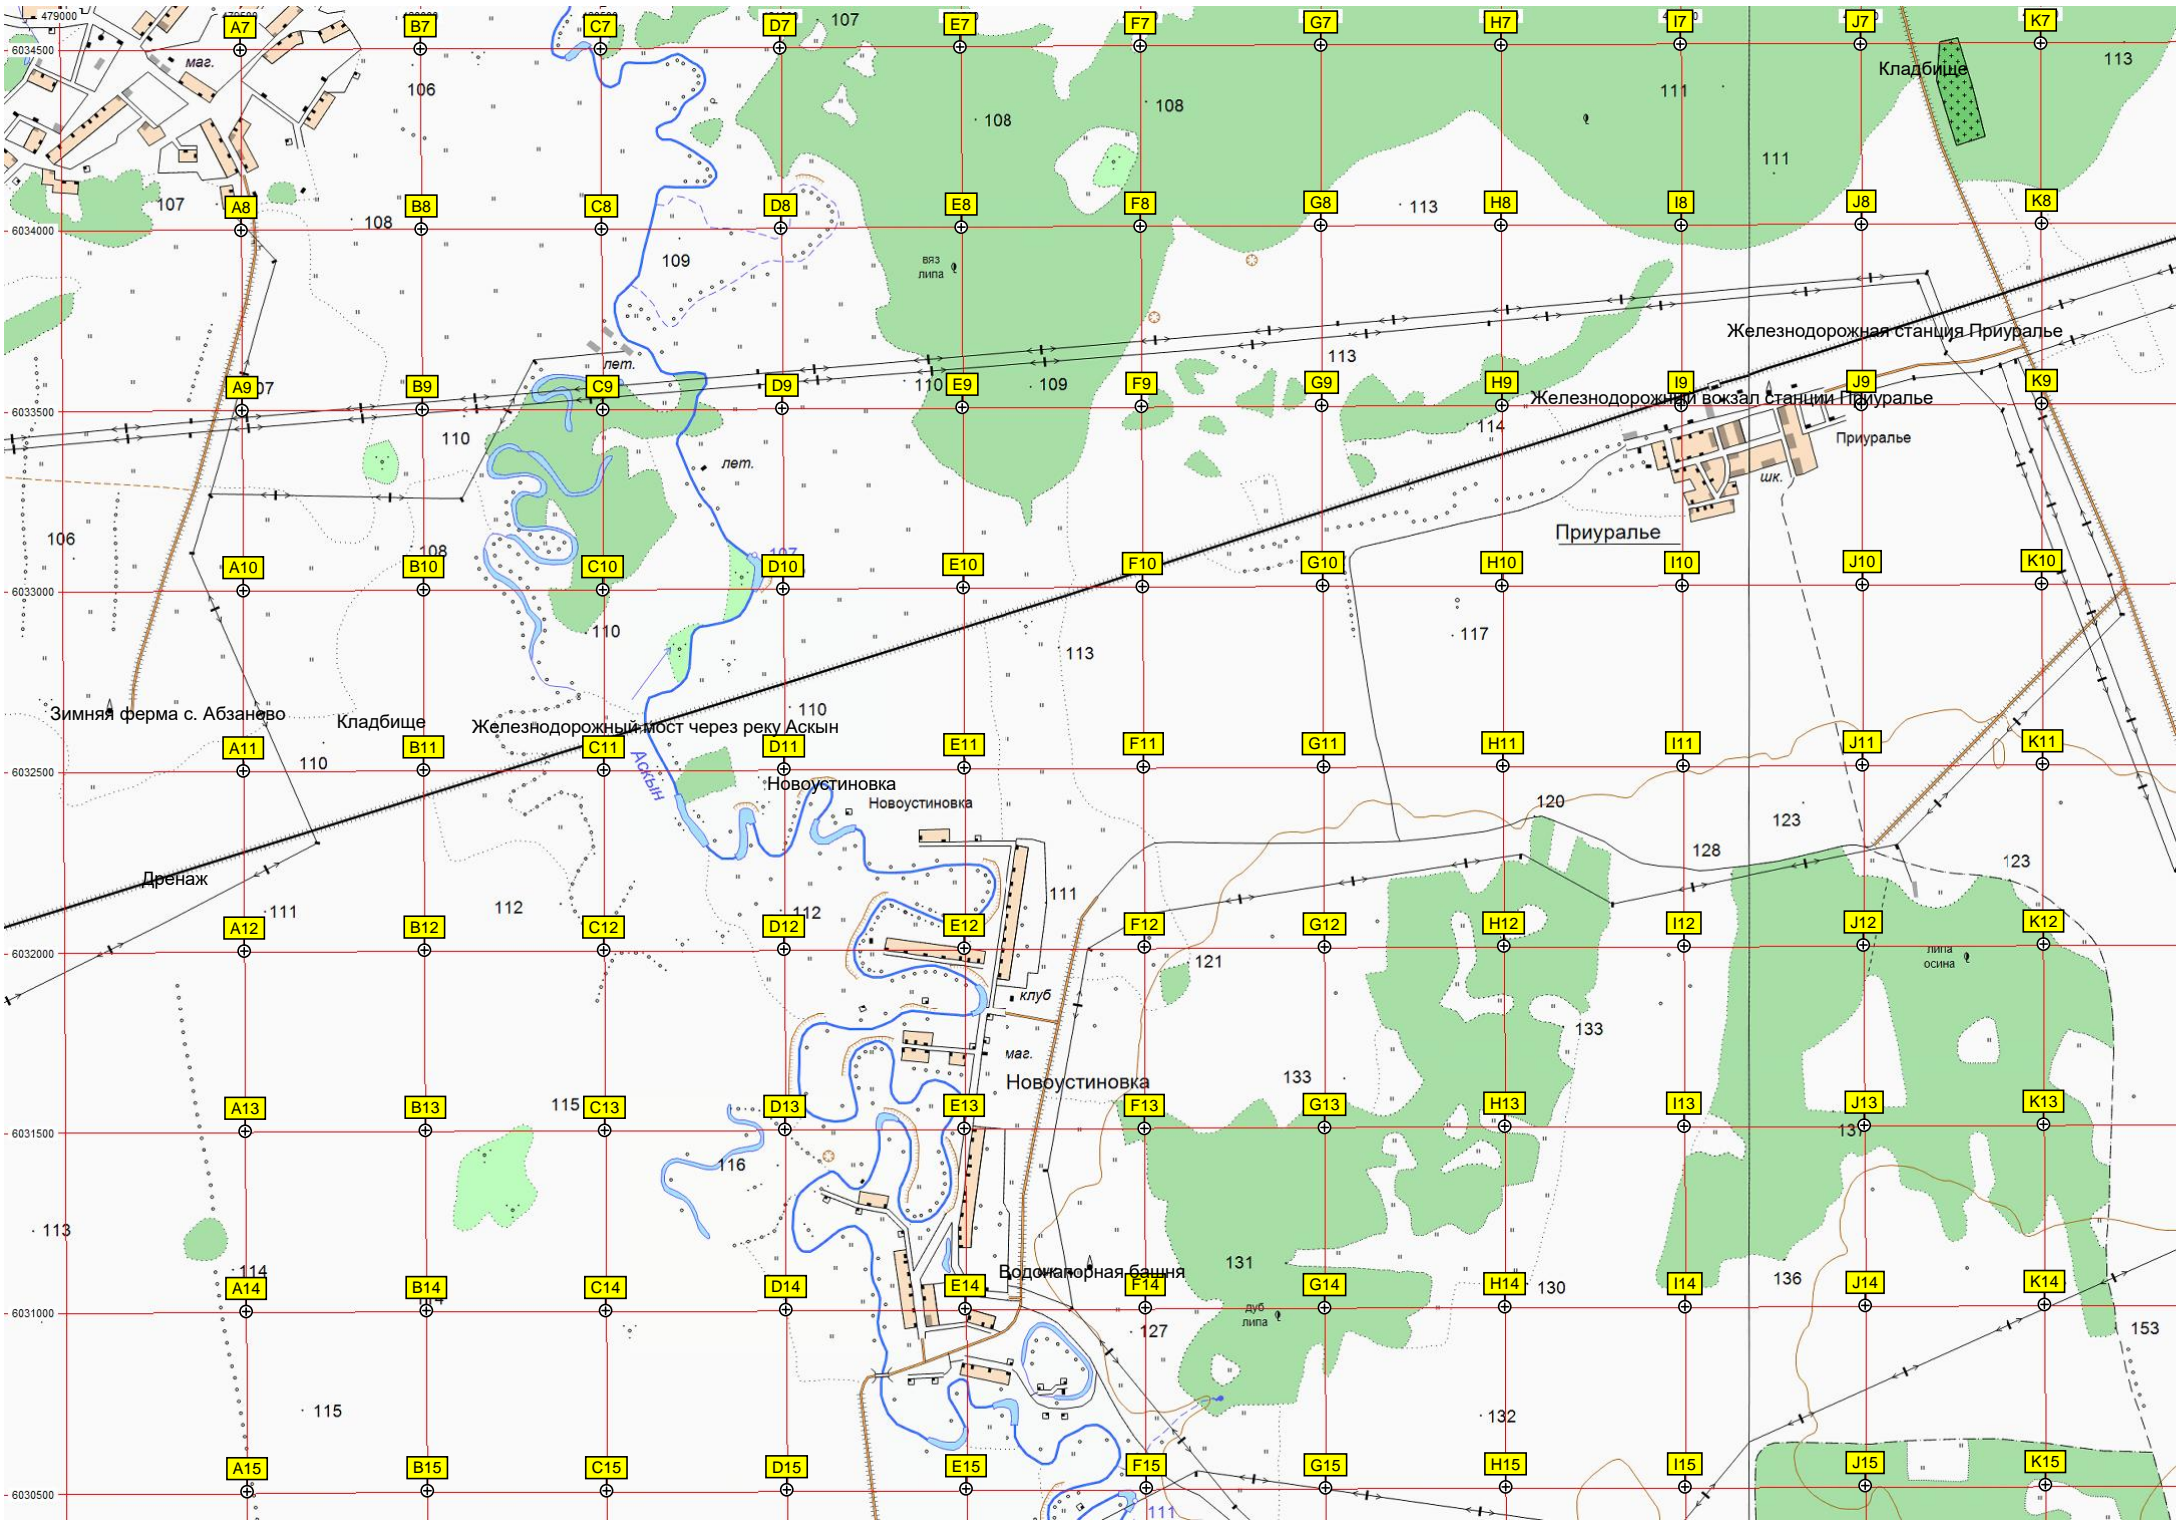 479000
A7 B7 C7 D7 E7 F7 G7 H7 I7 J7 K7
107
6034500
маг.
113
Кладбище
106
111
108
108
111
A8 B8 C8 D8 E8 F8 G8 H8 I8 J8 K8
107
113
108
6034000
109
вяз
липа
Железнодорожная станция Приуралье
113
лет.
A9 B9 C9 D9 E9 F9 G9 H9 I9 J9 K9
07
110
109
Железнодорожный вокзал станции Приуралье
6033500
114
110
Приуралье
лет.
шк.
Приуралье
106
108
107
A10 B10 C10 D10 E10 F10 G10 H10 I10 J10 K10
6033000
110
117
113
110
Зимняя ферма с. Абзаново
Кладбище
Железнодорожный мост через реку Аскын
A11 B11 C11 D11 E11 F11 G11 H11 I11 J11 K11
110
6032500
Аскын
Новоустиновка
Новоустиновка
120
123
128
123
Дренаж
111
111
112
112
A12 B12 C12 D12 E12 F12 G12 H12 I12 J12 K12
6032000
липа
осина
121
клуб
133
маг.
133
Новоустиновка
115
A13 B13 C13 D13 E13 F13 G13 H13 I13 J13 K13
6031500
137
116
113
131
114
Водонапорная башня
136
A14 B14 C14 D14 E14 F14 G14 H14 I14 J14 K14
130
6031000
дуб
липа
127
153
115
132
A15 B15 C15 D15 E15 F15 G15 H15 I15 J15 K15
6030500
111